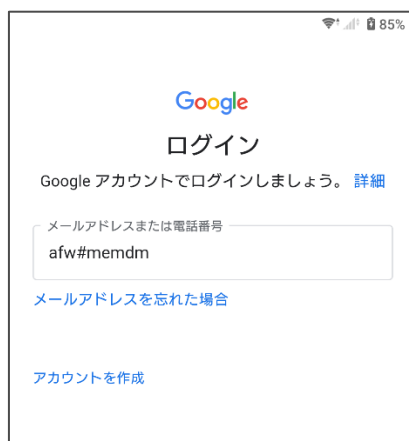 85%
Google
ログイン
Google アカウントでログインしましょう。 詳細
メールアドレスまたは電話番号
afw#memdm
メールアドレスを忘れた場合
アカウントを作成